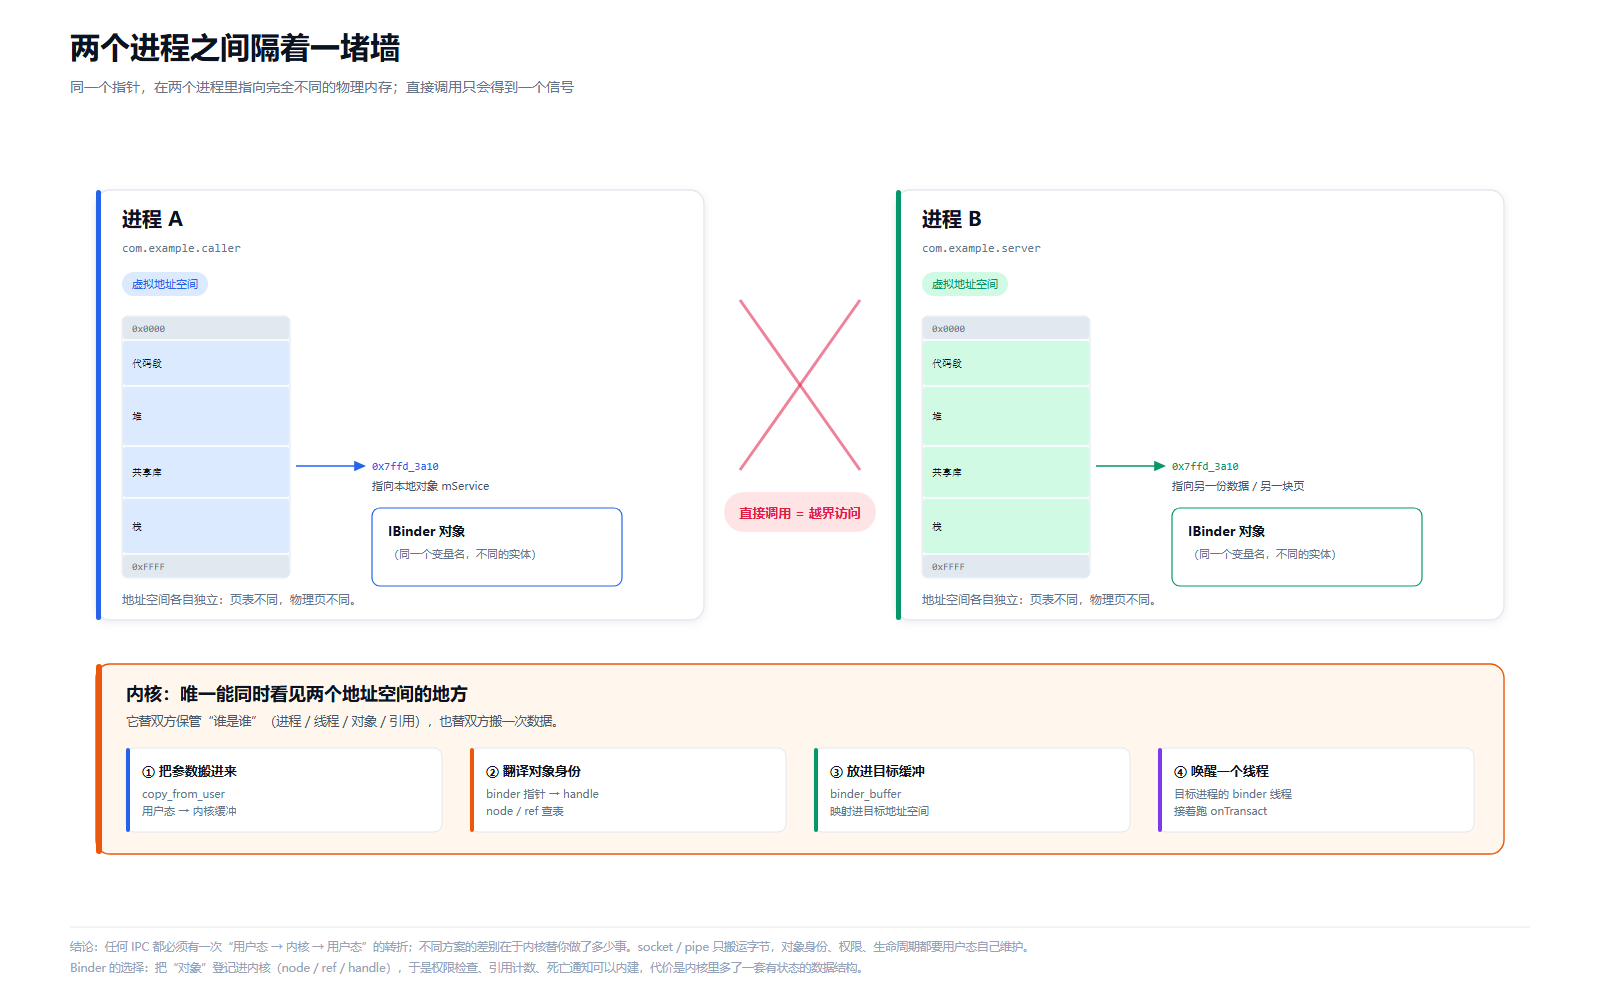 两个进程之间隔着一堵墙
同一个指针，在两个进程里指向完全不同的物理内存；直接调用只会得到一个信号
进程 A
com.example.caller
虚拟地址空间
0x0000
代码段
堆
共享库
栈
0xFFFF
0x7ffd_3a10
指向本地对象 mService
IBinder 对象
（同一个变量名，不同的实体）
地址空间各自独立：页表不同，物理页不同。
直接调用 = 越界访问
进程 B
com.example.server
虚拟地址空间
0x0000
代码段
堆
共享库
栈
0xFFFF
0x7ffd_3a10
指向另一份数据 / 另一块页
IBinder 对象
（同一个变量名，不同的实体）
地址空间各自独立：页表不同，物理页不同。
内核：唯一能同时看见两个地址空间的地方
它替双方保管“谁是谁”（进程 / 线程 / 对象 / 引用），也替双方搬一次数据。
① 把参数搬进来
copy_from_user
用户态 → 内核缓冲
② 翻译对象身份
binder 指针 → handle
node / ref 查表
③ 放进目标缓冲
binder_buffer
映射进目标地址空间
④ 唤醒一个线程
目标进程的 binder 线程
接着跑 onTransact
结论：任何 IPC 都必须有一次“用户态 → 内核 → 用户态”的转折；不同方案的差别在于内核替你做了多少事。socket / pipe 只搬运字节，对象身份、权限、生命周期都要用户态自己维护。
Binder 的选择：把“对象”登记进内核（node / ref / handle），于是权限检查、引用计数、死亡通知可以内建，代价是内核里多了一套有状态的数据结构。